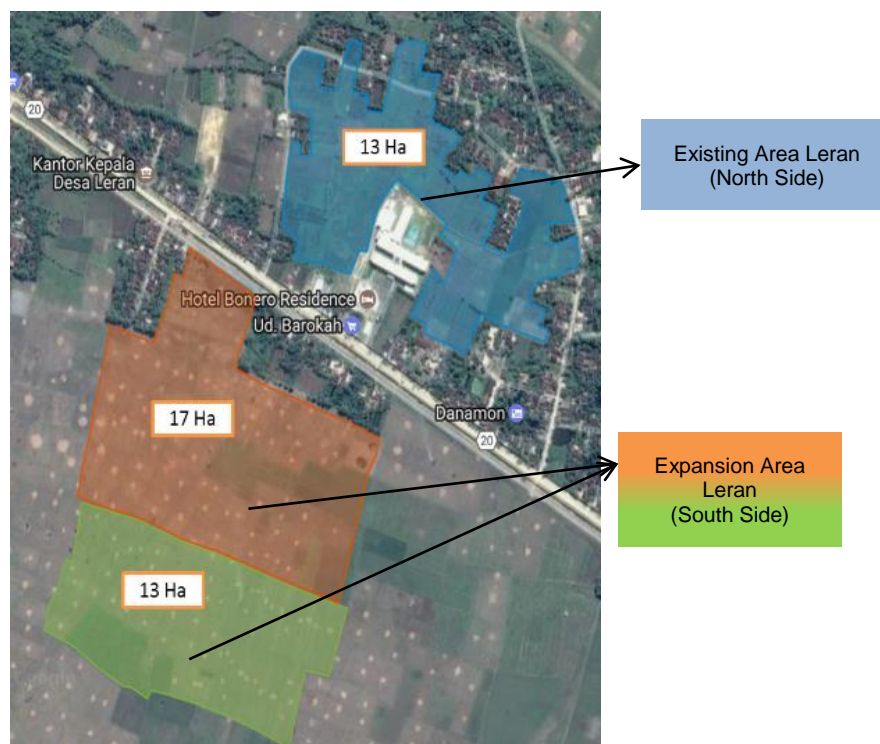 20
Kantor Kepala
Desa Leran
13 Ha
Existing Area Leran
(North Side)
Hotel Bonero Residence
Ud. Barokah
17 Ha
Danamon
20
Expansion Area
Leran
(South Side)
13 Ha